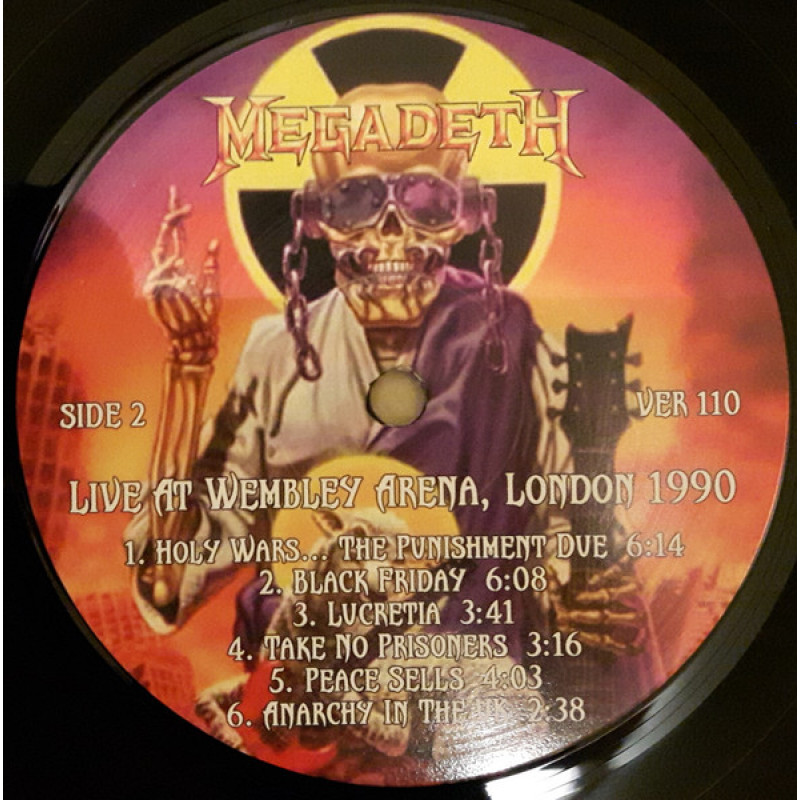 MEGADETH
SIDE 2
VER 110
LIVE AT WEMBLEY ARENA, LONDON 1990
1. HOLY WARS... THE PUNISHMENT DUE 6:14
2. BLACK FRIDAY 6:08
3. LUCRETIA 3:41
4. TAKE NO PRISONERS 3:16
5. PEACE SELLS 4:03
6. ANARCHY IN THE UK 2:38